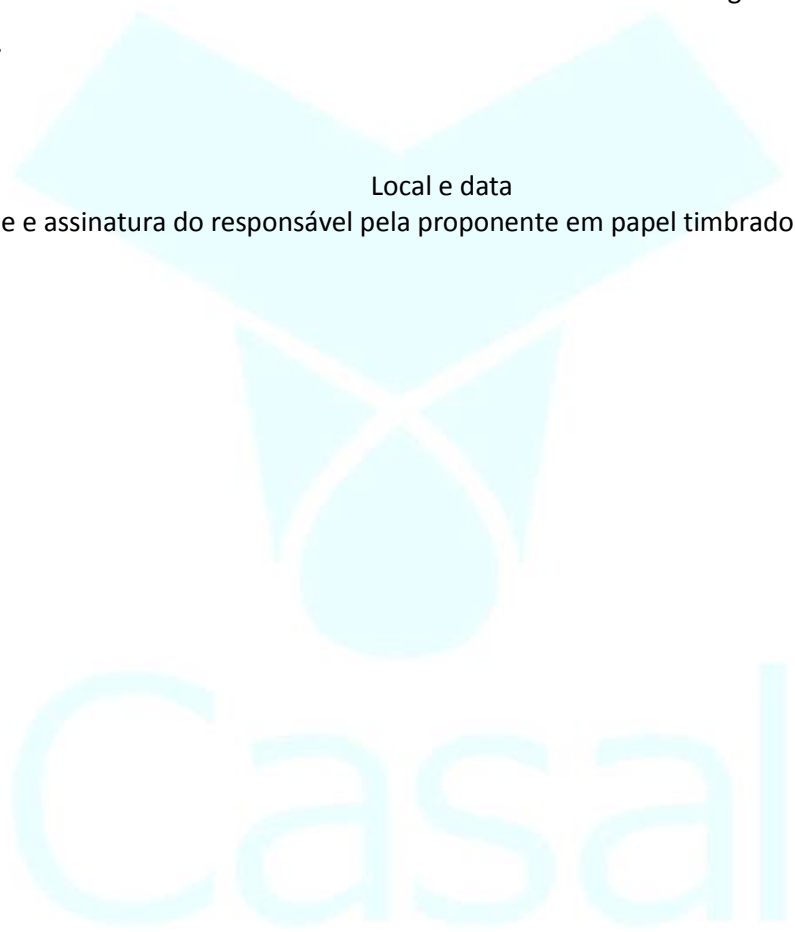 Local e data
e e assinatura do responsável pela proponente em papel timbrado
Casal